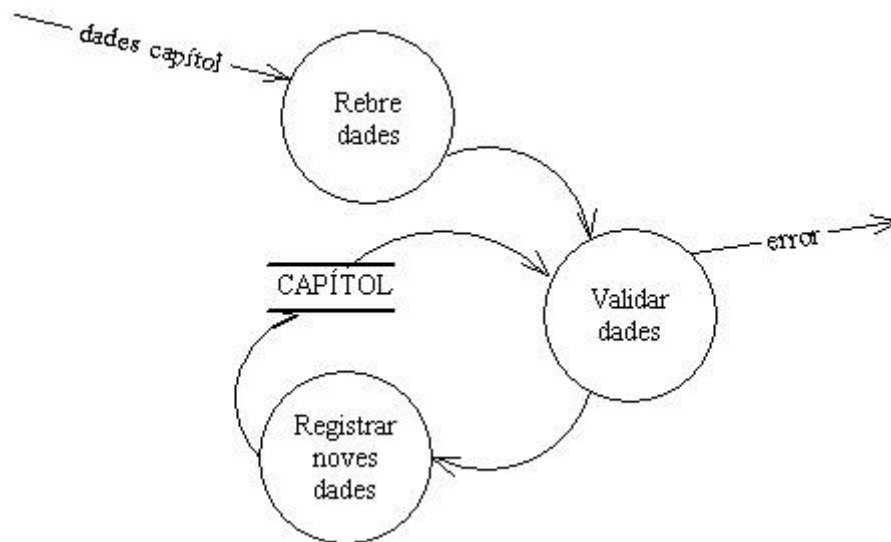 dades capítol
Rebre
dades
error
CAPÍTOL
Validar
dades
Registrar
noves
dades